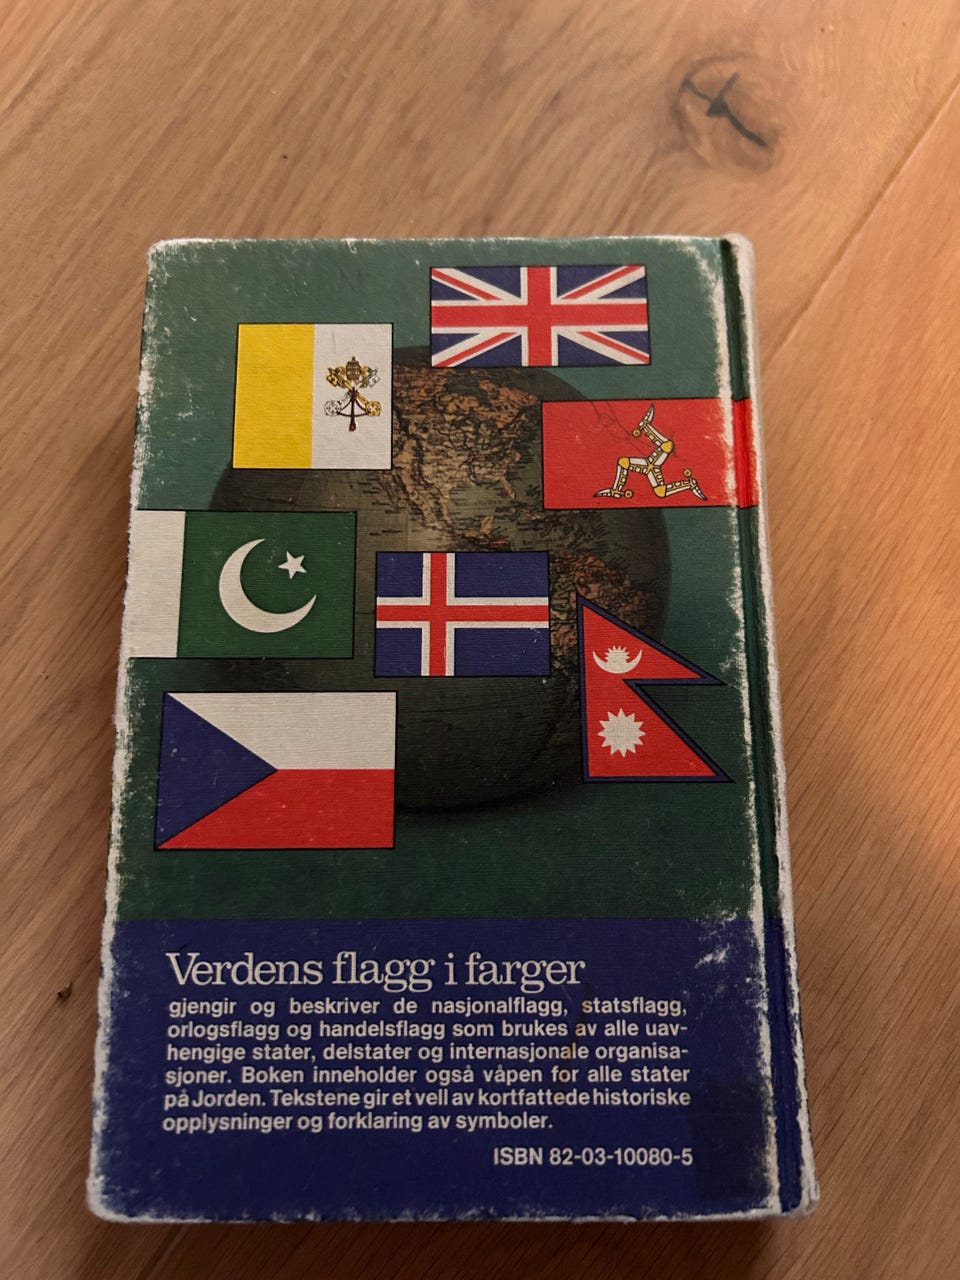 Verdens flagg i farger
gjengir og beskriver de nasjonalflagg, statsflagg,
orlogsflagg og handelsflagg som brukes av alle uav-
hengige stater, delstater og internasjonale organisa-
sjoner. Boken inneholder også våpen for alle stater
på Jorden. Tekstene gir et vell av kortfattede historiske
opplysninger og forklaring av symboler.
ISBN 82-03-10080-5